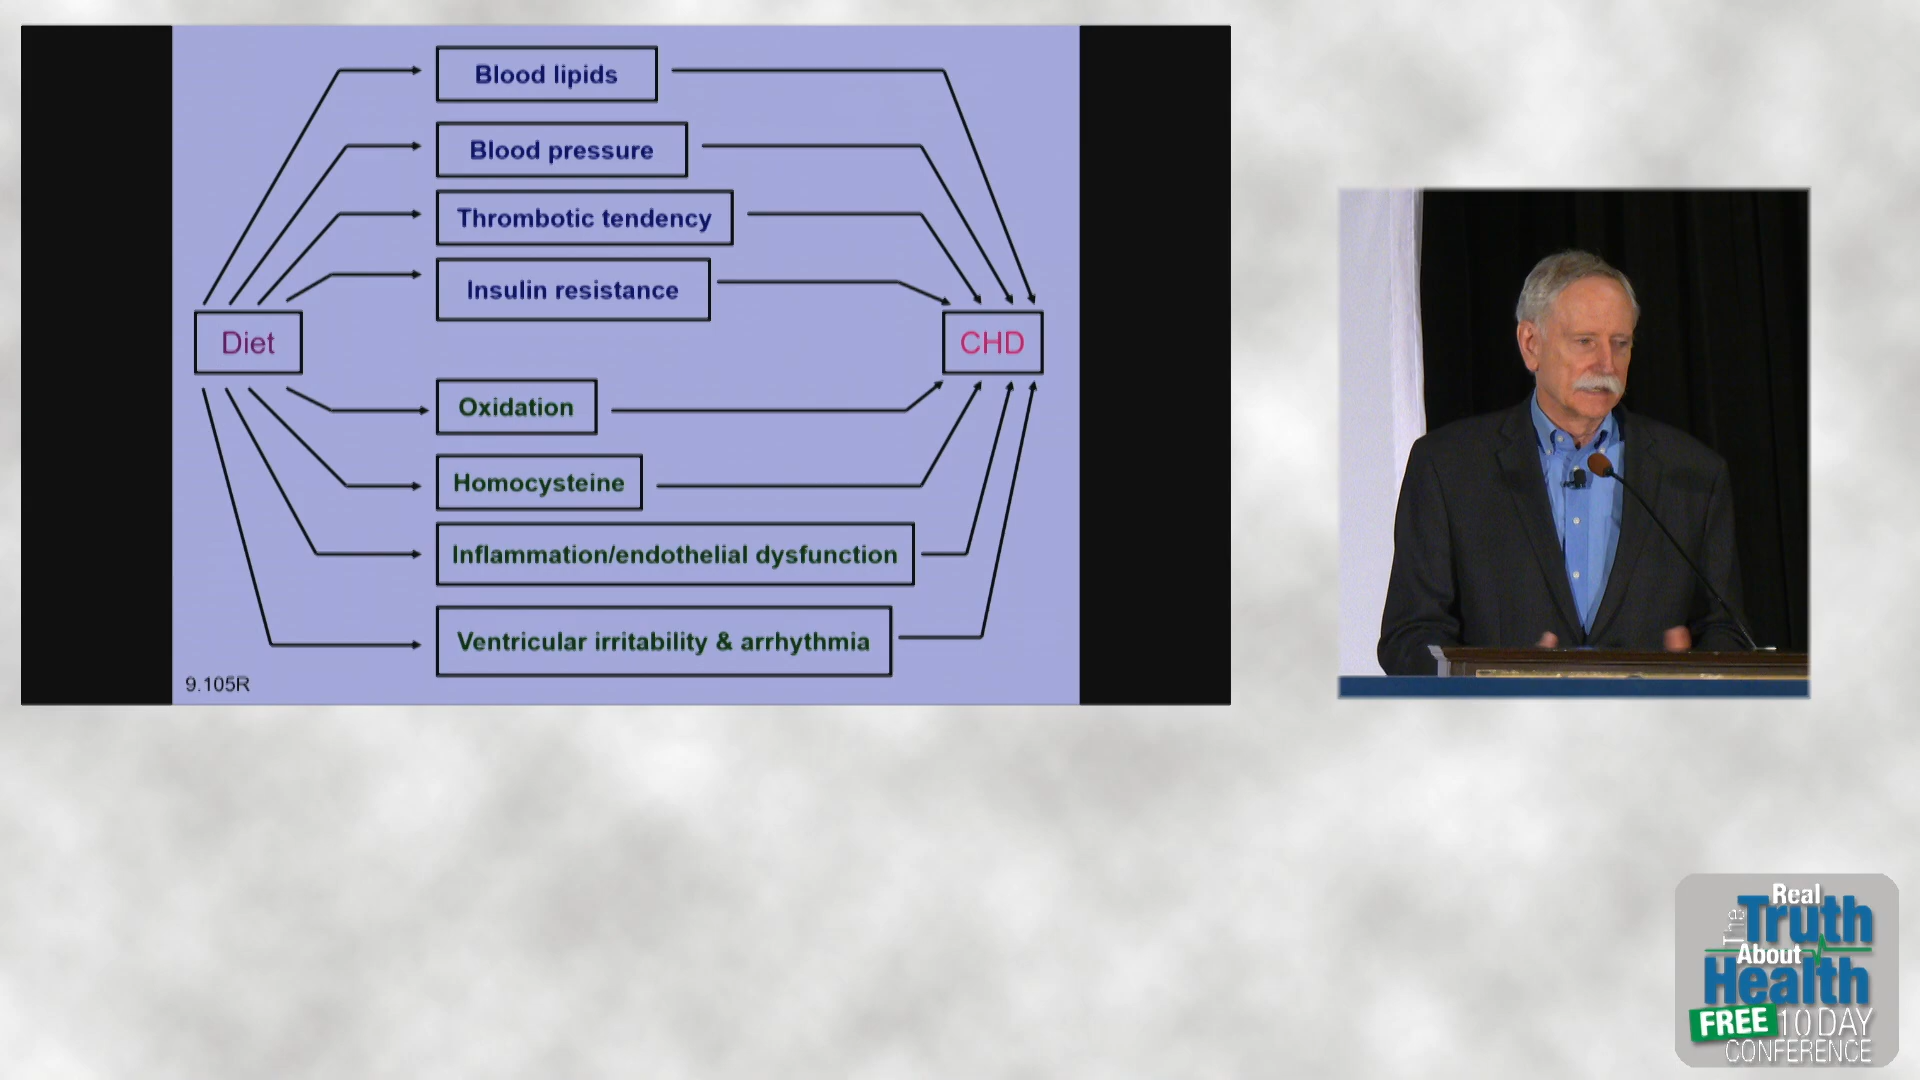 Blood lipids
Blood pressure
Thrombotic tendency
Insulin resistance
Diet
CHD
Oxidation
Homocysteine
Inflammation/endothelial dysfunction
Ventricular irritability & arrhythmia
9.105R
Real
The Truth
About
Health
FREE 10 DAY
CONFERENCE